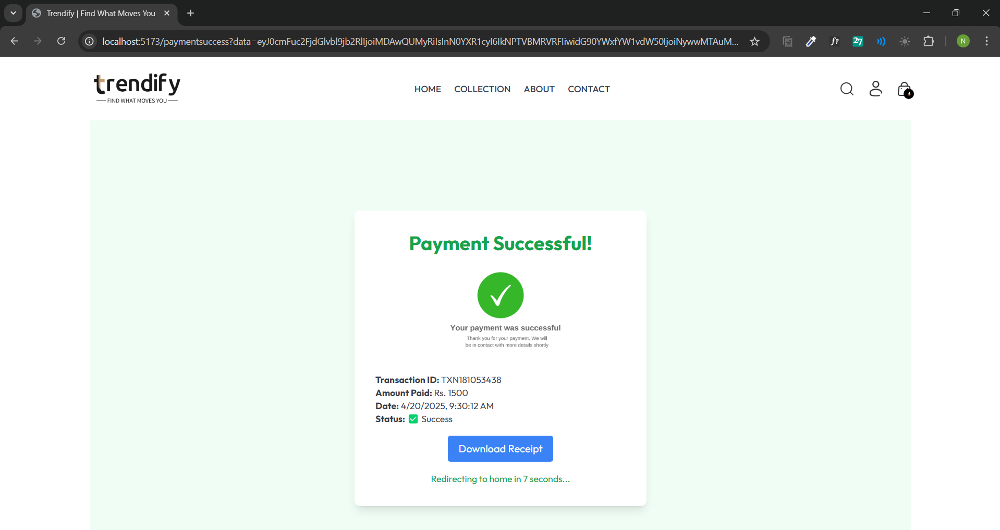 Trendify | Find What Moves You
localhost:5173/paymentsuccess?data=eyJ0cmFuc2FjdGlvbl9jb2RlIjoiMDAwQUMyRiIsInN0YXR1cyI6IkNPTVBMRVRFIiwidG90YWxfYW1vdW50IjoiNywwMTAuM...
f?
27
N
trendify
FIND WHAT MOVES YOU
HOME COLLECTION ABOUT CONTACT
3
Payment Successful!
Your payment was successful
Thank you for your payment. We will
be in contact with more details shortly
Transaction ID: TXN181053438
Amount Paid: Rs. 1500
Date: 4/20/2025, 9:30:12 AM
Status: ✅ Success
Download Receipt
Redirecting to home in 7 seconds...